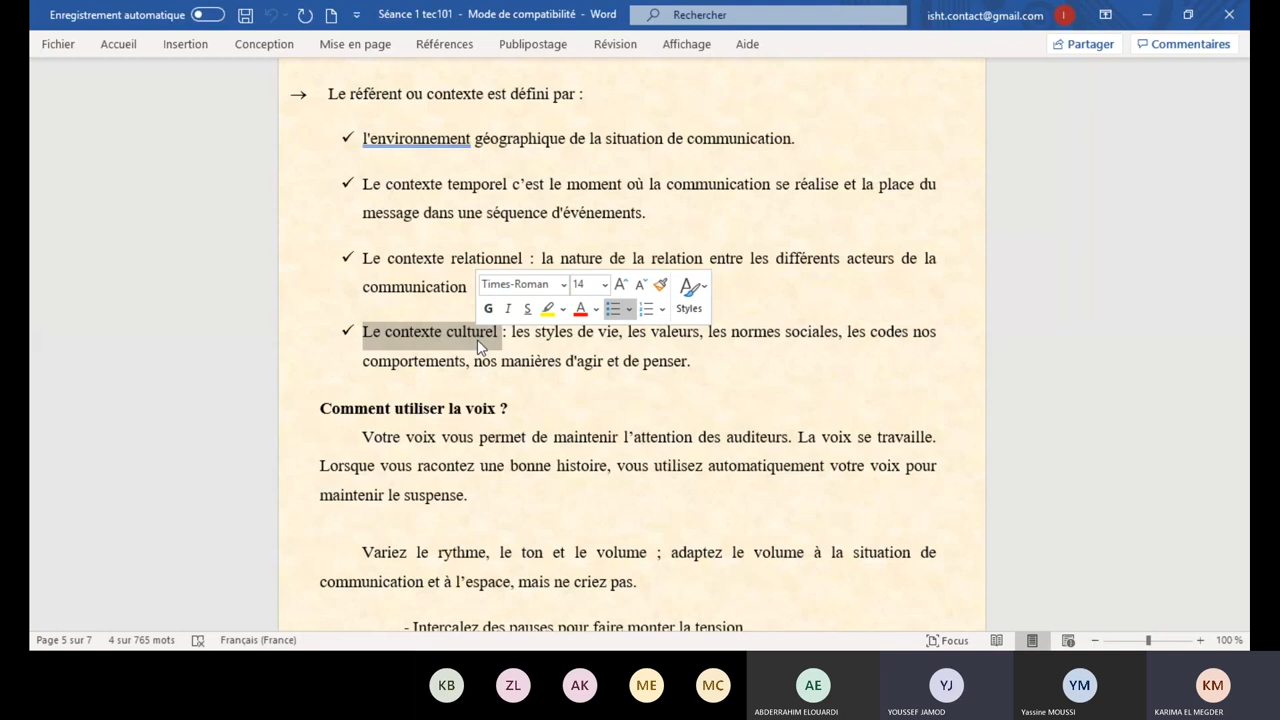 Enregistrement automatique
Séance 1 tec101 - Mode de compatibilité - Word
Rechercher
isht.contact@gmail.com
I
Fichier Accueil Insertion Conception Mise en page Références Publipostage Révision Affichage Aide
Partager Commentaires
→ Le référent ou contexte est défini par :
✓ l'environnement géographique de la situation de communication.
✓ Le contexte temporel c’est le moment où la communication se réalise et la place du
message dans une séquence d'événements.
✓ Le contexte relationnel : la nature de la relation entre les différents acteurs de la
communication
Times-Roman 14
G I S A Styles
✓ Le contexte culturel : les styles de vie, les valeurs, les normes sociales, les codes nos
comportements, nos manières d'agir et de penser.
Comment utiliser la voix ?
Votre voix vous permet de maintenir l’attention des auditeurs. La voix se travaille.
Lorsque vous racontez une bonne histoire, vous utilisez automatiquement votre voix pour
maintenir le suspense.
Variez le rythme, le ton et le volume ; adaptez le volume à la situation de
communication et à l’espace, mais ne criez pas.
- Intercalez des pauses pour faire monter la tension
Page 5 sur 7 4 sur 765 mots Français (France) Focus 100 %
KB ZL AK ME MC AE YJ YM KM
ABDERRAHIM ELOUARDI YOUSSEF JAMOD Yassine MOUSSI KARIMA EL MEGDER